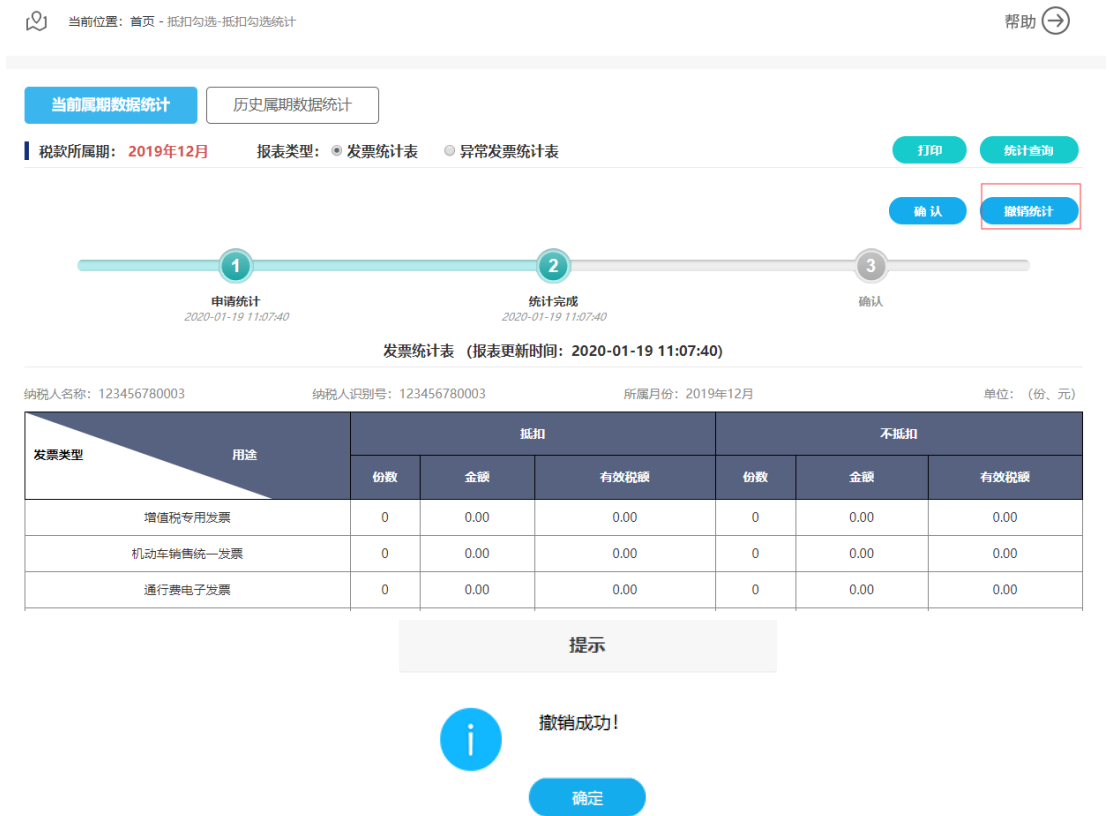 当前位置：首页 - 抵扣勾选-抵扣勾选统计
帮助
当前属期数据统计 历史属期数据统计
税款所属期： 2019年12月 报表类型： 发票统计表 异常发票统计表 打印 统计查询
确 认 撤销统计
1 2 3
申请统计 统计完成 确认
2020-01-19 11:07:40 2020-01-19 11:07:40
发票统计表 (报表更新时间：2020-01-19 11:07:40)
纳税人名称：123456780003 纳税人识别号：123456780003 所属月份：2019年12月 单位：（份、元）
发票类型 用途 抵扣 不抵扣
份数 金额 有效税额 份数 金额 有效税额
增值税专用发票 0 0.00 0.00 0 0.00 0.00
机动车销售统一发票 0 0.00 0.00 0 0.00 0.00
通行费电子发票 0 0.00 0.00 0 0.00 0.00
提示
撤销成功！
确定